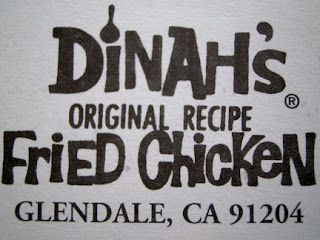 DiNAH's®
ORIGINAL RECIPE
FRiED CHiCKEN
GLENDALE, CA 91204